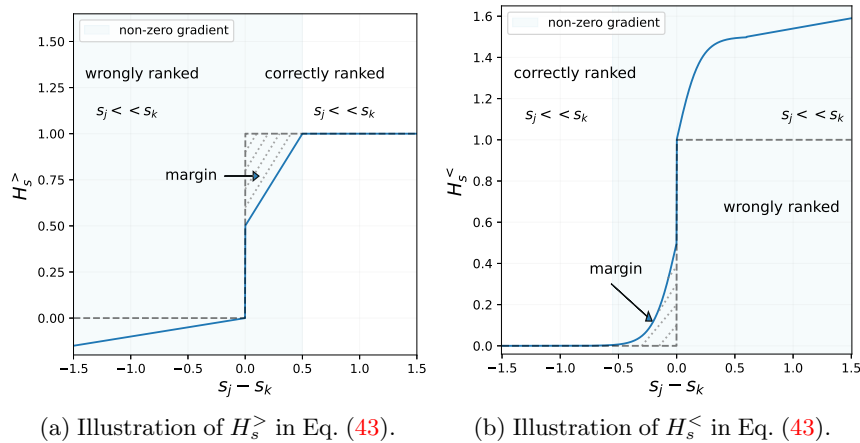 non-zero gradient
wrongly ranked
correctly ranked
s_j << s_k
s_j << s_k
margin
H_s^>
1.50
1.25
1.00
0.75
0.50
0.25
0.00
−1.5 −1.0 −0.5 0.0 0.5 1.0 1.5
s_j − s_k
(a) Illustration of H_s^> in Eq. (43).
non-zero gradient
correctly ranked
s_j << s_k
s_j << s_k
wrongly ranked
margin
H_s^<
1.6
1.4
1.2
1.0
0.8
0.6
0.4
0.2
0.0
−1.5 −1.0 −0.5 0.0 0.5 1.0 1.5
s_j − s_k
(b) Illustration of H_s^< in Eq. (43).